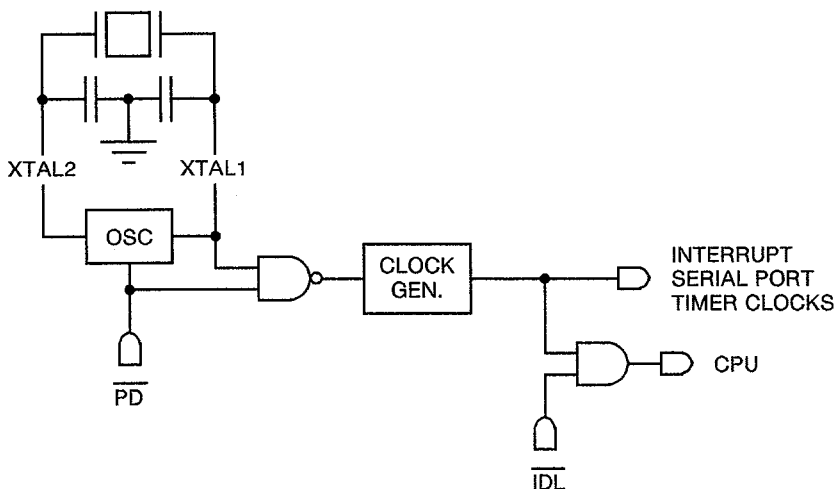 XTAL2
XTAL1
OSC
CLOCK
GEN.
INTERRUPT
SERIAL PORT
TIMER CLOCKS
CPU
PD
IDL